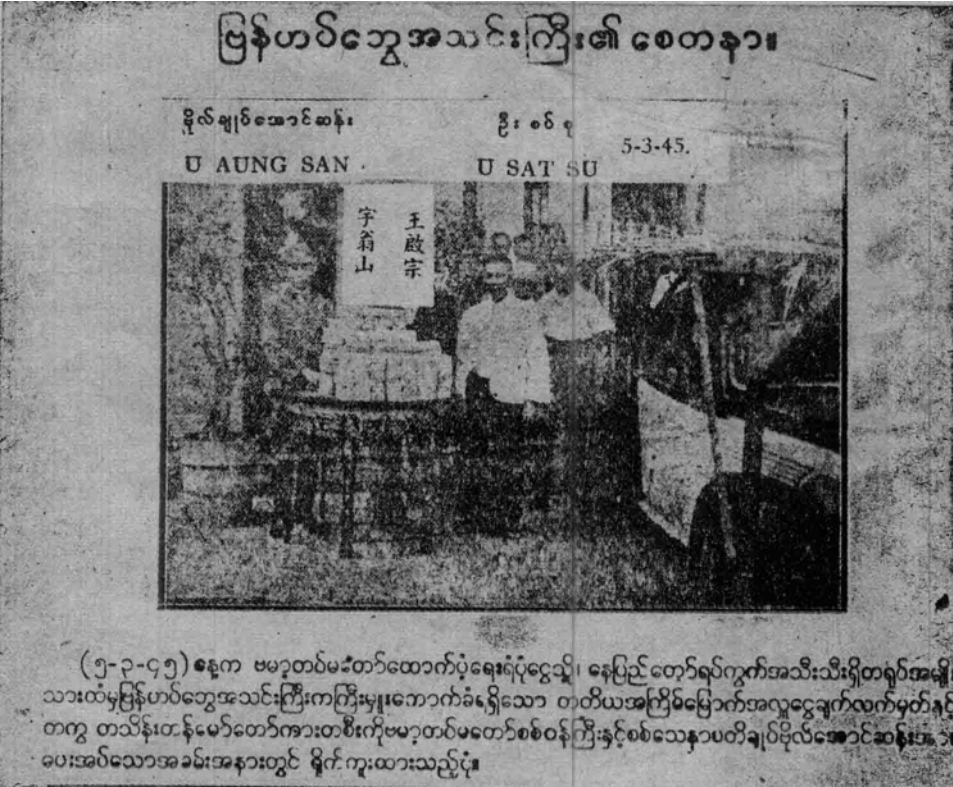 ဗြန်ဟပ်ဘွေအသင်းကြီး၏ စေတနာ။
ဗိုလ်ချုပ်အောင်ဆန်း ဦး စပ် စု
5-3-45.
U AUNG SAN U SAT SU
王啟宗
字翁山
(၅-၃-၄၅) နေ့က ဗမာ့တပ်မတော်ထောက်ပံ့ရေးရံပုံငွေသို့၊ နေပြည်တော်ရပ်ကွက်အသီးသီးရှိတရုပ်အမျိုး
သားထံမှဗြန်ဟပ်ဘွေအသင်းကြီးကကြီးမှူးကောက်ခံရရှိသော တတိယအကြိမ်မြောက်အလှူငွေချက်လက်မှတ်နှင့်
တကွ တသိန်းတန်မော်တော်ကားတစီးကိုဗမာ့တပ်မတော်စစ်ဝန်ကြီးနှင့်စစ်သေနာပတိချုပ်ဗိုလ်အောင်ဆန်းအား
ပေးအပ်သောအခမ်းအနားတွင် ရိုက်ကူးထားသည့်ပုံ။